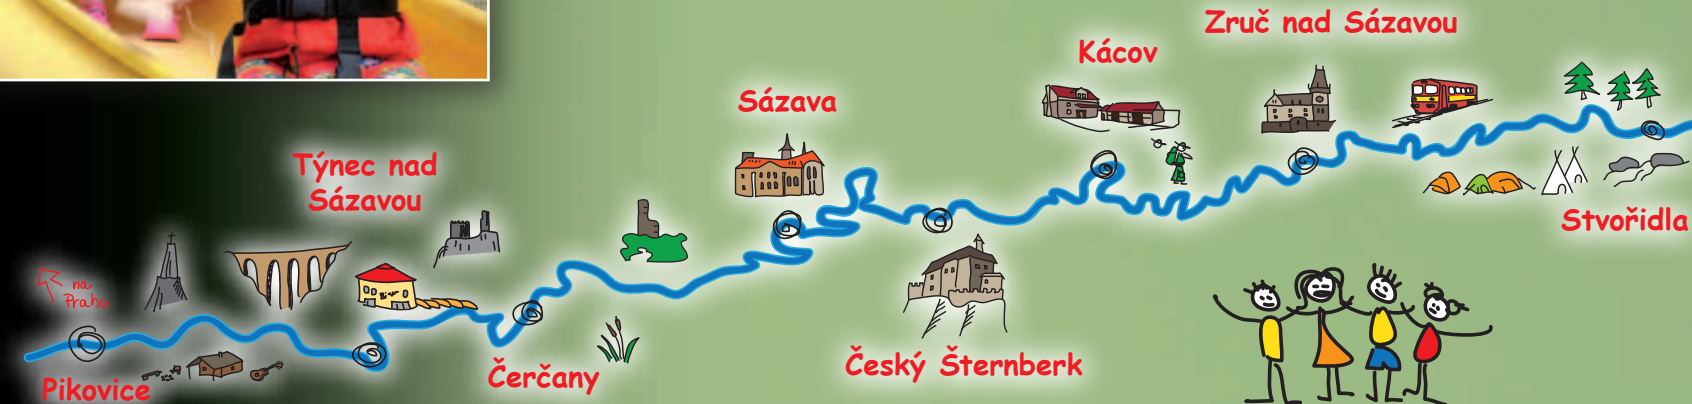 Zruč nad Sázavou
Kácov
Sázava
Týnec nad
Sázavou
Stvořidla
na
Prahu
Český Šternberk
Čerčany
Pikovice